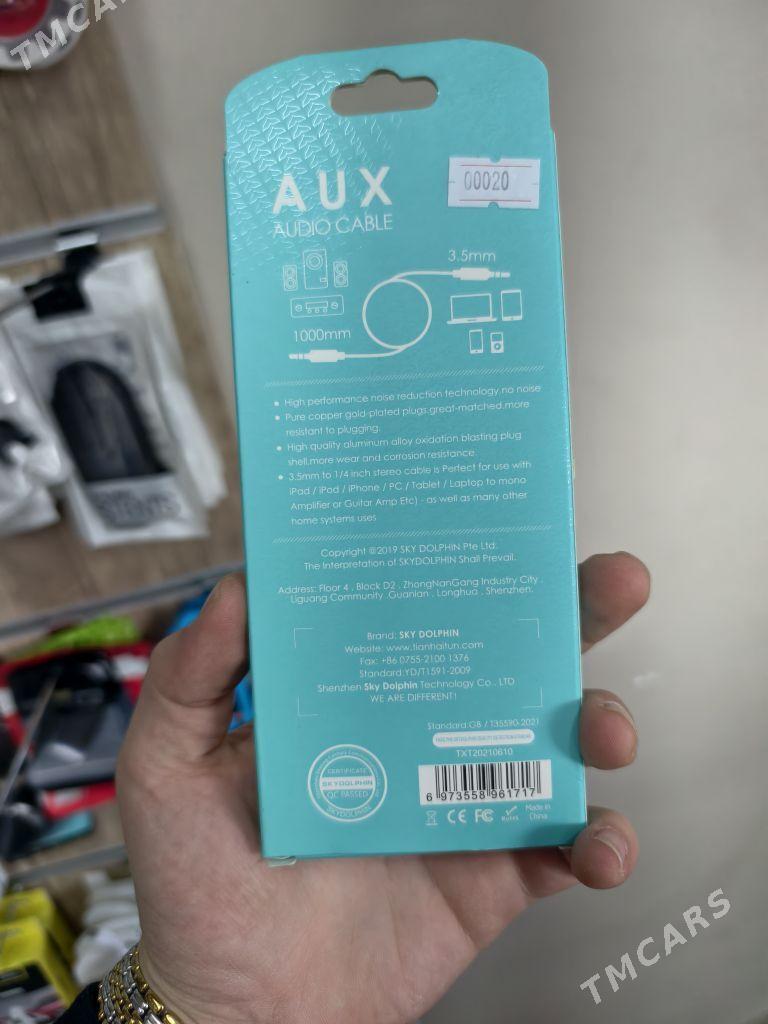 TMCARS
AUX
AUDIO CABLE
00020
3.5mm
1000mm
High performance noise reduction technology.no noise
Pure copper gold-plated plugs.great-matched.more
resistant to plugging.
High quality aluminum alloy oxidation blasting plug
shell,more wear and corrosion resistance.
3.5mm to 1/4 inch stereo cable is Perfect for use with
iPad / iPod / iPhone / PC / Tablet / Laptop to mono
Amplifier or Guitar Amp Etc) - as well as many other
home systems uses
Copyright @2019 SKY DOLPHIN Pte Ltd.
The Interpretation of SKYDOLPHIN Shall Prevail.
Address: Floor 4 , Block D2 , ZhongNanGang Industry City .
Liguang Community .Guanlan . Longhua . Shenzhen.
Brand: SKY DOLPHIN
Website: www.tianhaitun.com
Fax: +86 0755-2100 1376
Standard:YD/T1591-2009
Shenzhen Sky Dolphin Technology Co., LTD
WE ARE DIFFERENT!
Standard:GB / T35590-2021
TXT20210610
CERTIFICATE
SKYDOLPHIN
QC PASSED
SKYDOLPHIN
6 973558 961717
CE FC RoHS Made in
China
TMCARS